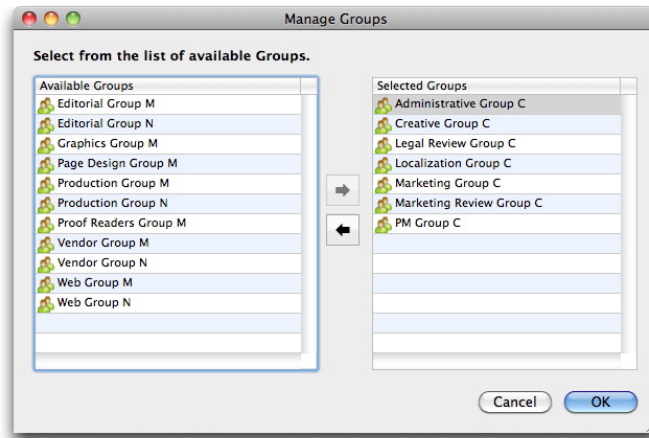 Manage Groups
Select from the list of available Groups.
Available Groups
Editorial Group M
Editorial Group N
Graphics Group M
Page Design Group M
Production Group M
Production Group N
Proof Readers Group M
Vendor Group M
Vendor Group N
Web Group M
Web Group N
Selected Groups
Administrative Group C
Creative Group C
Legal Review Group C
Localization Group C
Marketing Group C
Marketing Review Group C
PM Group C
Cancel
OK